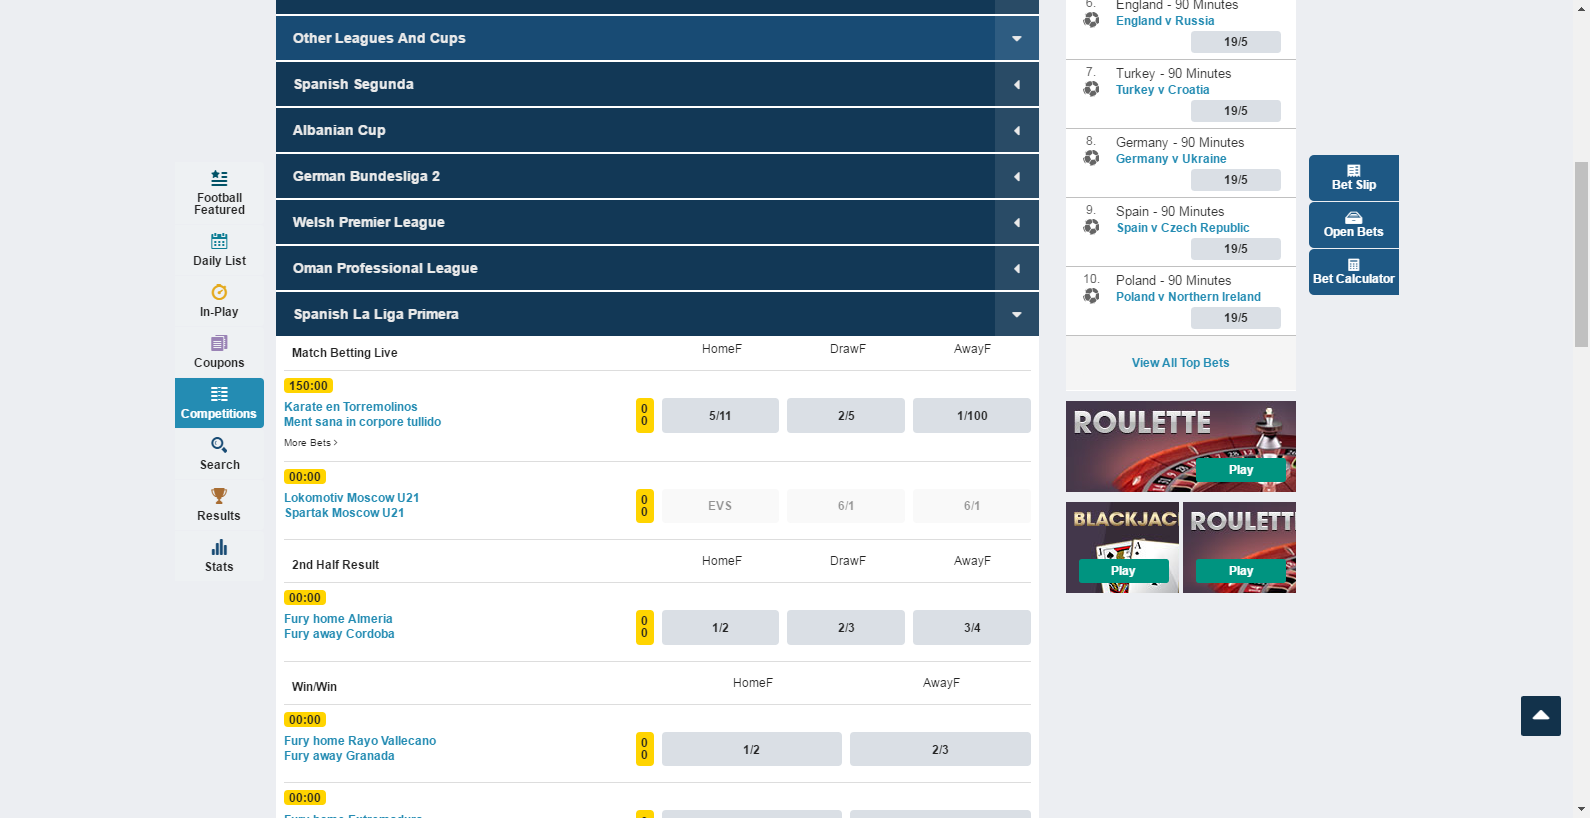 Football
Featured
Daily List
In-Play
Coupons
Competitions
Search
Results
Stats
Other Leagues And Cups
Spanish Segunda
Albanian Cup
German Bundesliga 2
Welsh Premier League
Oman Professional League
Spanish La Liga Primera
Match Betting Live HomeF DrawF AwayF
150:00
Karate en Torremolinos
Ment sana in corpore tullido
0
0
5/11 2/5 1/100
More Bets >
00:00
Lokomotiv Moscow U21
Spartak Moscow U21
0
0
EVS 6/1 6/1
2nd Half Result HomeF DrawF AwayF
00:00
Fury home Almeria
Fury away Cordoba
0
0
1/2 2/3 3/4
Win/Win HomeF AwayF
00:00
Fury home Rayo Vallecano
Fury away Granada
0
0
1/2 2/3
00:00
Fury home Extremadura
6. England - 90 Minutes
England v Russia
19/5
7. Turkey - 90 Minutes
Turkey v Croatia
19/5
8. Germany - 90 Minutes
Germany v Ukraine
19/5
9. Spain - 90 Minutes
Spain v Czech Republic
19/5
10. Poland - 90 Minutes
Poland v Northern Ireland
19/5
View All Top Bets
ROULETTE
Play
BLACKJAC
Play
ROULETT
Play
Bet Slip
Open Bets
Bet Calculator